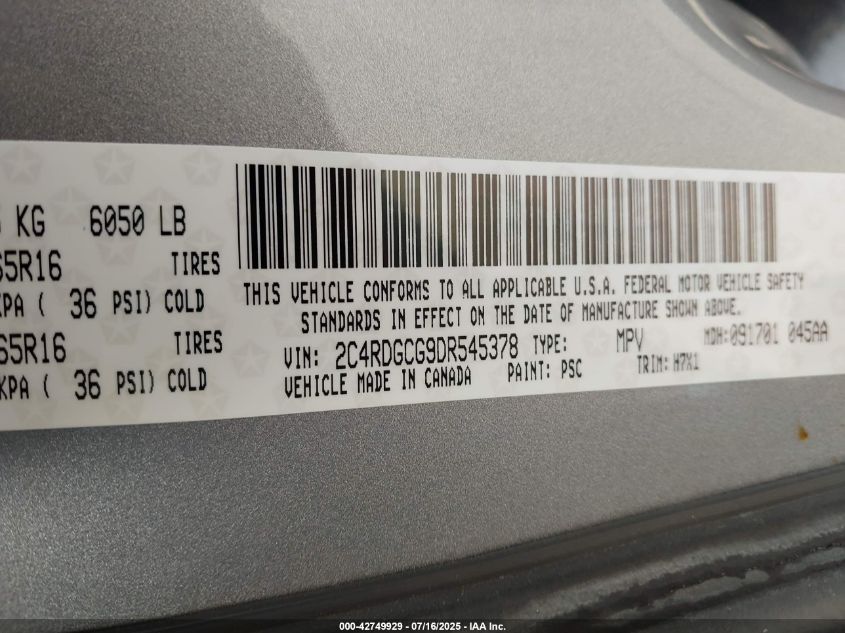 KG 6050 LB
65R16 TIRES
KPA ( 36 PSI) COLD
65R16 TIRES
KPA ( 36 PSI) COLD
THIS VEHICLE CONFORMS TO ALL APPLICABLE U.S.A. FEDERAL MOTOR VEHICLE SAFETY
STANDARDS IN EFFECT ON THE DATE OF MANUFACTURE SHOWN ABOVE.
VIN: 2C4RDGCG9DR545378 TYPE: MPV MDH:091701 045AA
VEHICLE MADE IN CANADA PAINT: PSC TRIM: H7X1
000-42749929 - 07/16/2025 - IAA Inc.